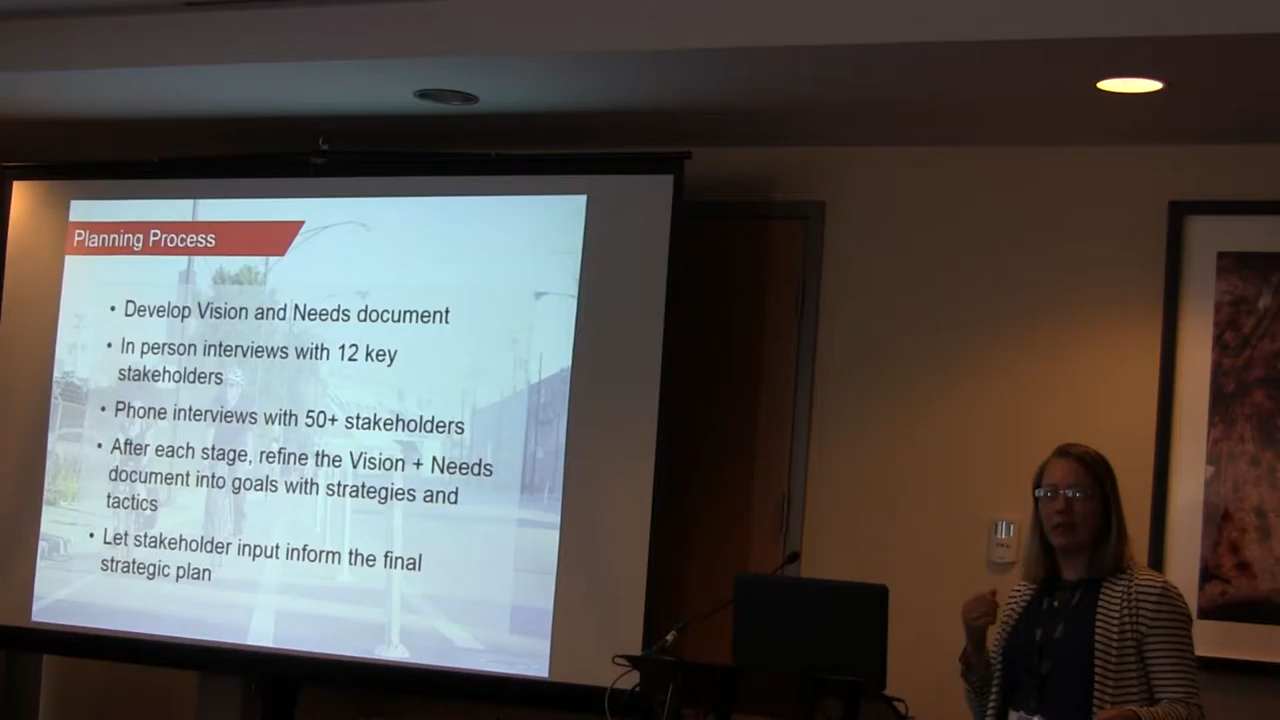 Planning Process
• Develop Vision and Needs document
• In person interviews with 12 key
stakeholders
• Phone interviews with 50+ stakeholders
• After each stage, refine the Vision + Needs
document into goals with strategies and
tactics
• Let stakeholder input inform the final
strategic plan